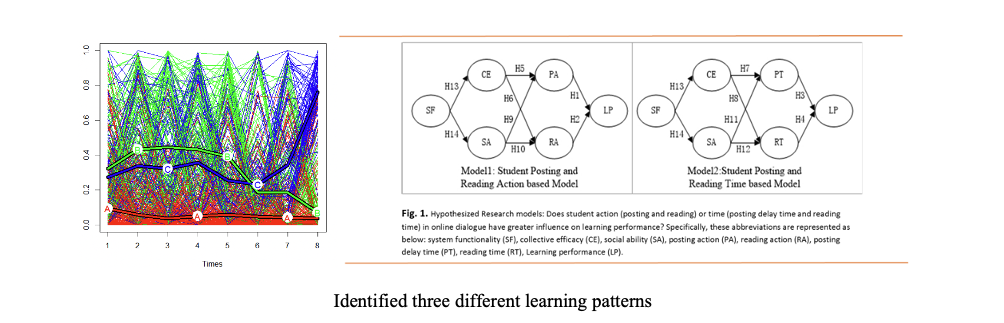 1.0
0.8
0.6
0.4
0.2
0.0
A B C
1 2 3 4 5 6 7 8
Times
SF CE SA PA RA LP
H13 H14 H5 H6 H9 H10 H1 H2
Model1: Student Posting and
Reading Action based Model
SF CE SA PT RT LP
H13 H14 H7 H8 H11 H12 H3 H4
Model2:Student Posting and
Reading Time based Model
Fig. 1. Hypothesized Research models: Does student action (posting and reading) or time (posting delay time and reading
time) in online dialogue have greater influence on learning performance? Specifically, these abbreviations are represented as
below: system functionality (SF), collective efficacy (CE), social ability (SA), posting action (PA), reading action (RA), posting
delay time (PT), reading time (RT), Learning performance (LP).
Identified three different learning patterns